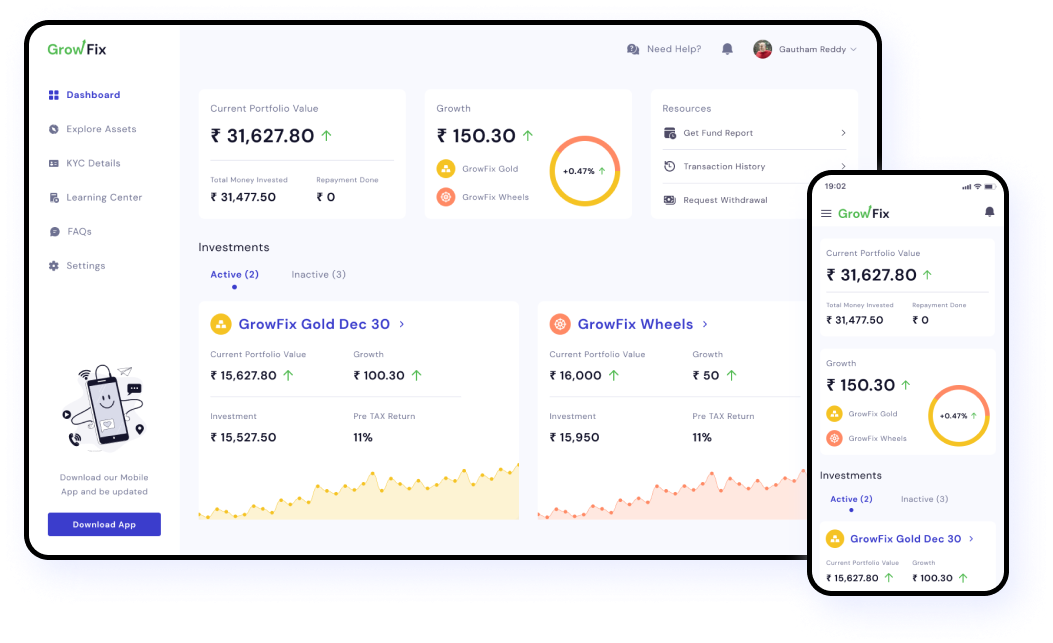 GrowFix
Need Help?
Gautham Reddy
Dashboard
Explore Assets
KYC Details
Learning Center
FAQs
Settings
Download our Mobile
App and be updated
Download App
Current Portfolio Value
₹ 31,627.80
Total Money Invested
Repayment Done
₹ 31,477.50
₹ 0
Growth
₹ 150.30
GrowFix Gold
GrowFix Wheels
+0.47%
Resources
Get Fund Report
Transaction History
Request Withdrawal
Investments
Active (2)
Inactive (3)
GrowFix Gold Dec 30
Current Portfolio Value
Growth
₹ 15,627.80
₹ 100.30
Investment
Pre TAX Return
₹ 15,527.50
11%
GrowFix Wheels
Current Portfolio Value
Growth
₹ 16,000
₹ 50
Investment
Pre TAX Return
₹ 15,950
11%
19:02
GrowFix
Current Portfolio Value
₹ 31,627.80
Total Money Invested
Repayment Done
₹ 31,477.50
₹ 0
Growth
₹ 150.30
GrowFix Gold
GrowFix Wheels
+0.47%
Investments
Active (2)
Inactive (3)
GrowFix Gold Dec 30
Current Portfolio Value
Growth
₹ 15,627.80
₹ 100.30